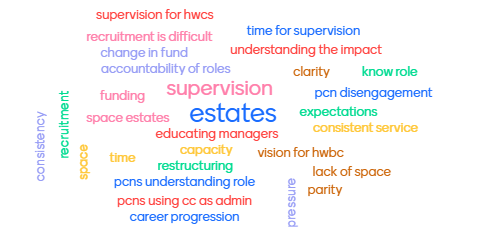 supervision for hwcs
recruitment is difficult
time for supervision
change in fund
understanding the impact
accountability of roles
clarity
know role
supervision
funding
pcn disengagement
estates
expectations
space estates
consistent service
educating managers
consistency
recruitment
space
time
capacity
vision for hwbc
restructuring
lack of space
pcns understanding role
parity
pressure
pcns using cc as admin
career progression